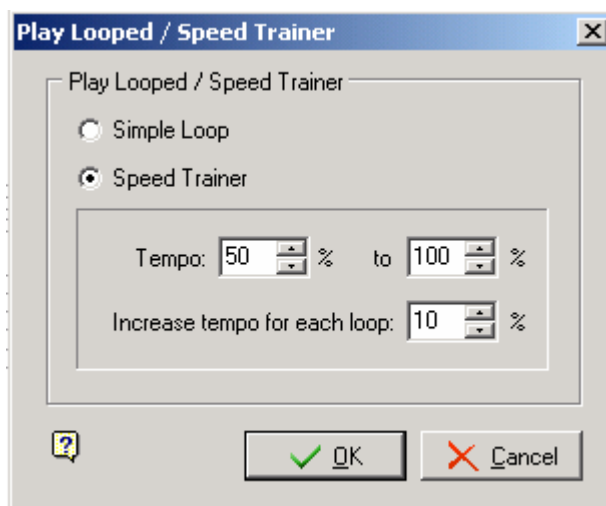 Play Looped / Speed Trainer
Play Looped / Speed Trainer
Simple Loop
Speed Trainer
Tempo: 50 % to 100 %
Increase tempo for each loop: 10 %
? OK Cancel